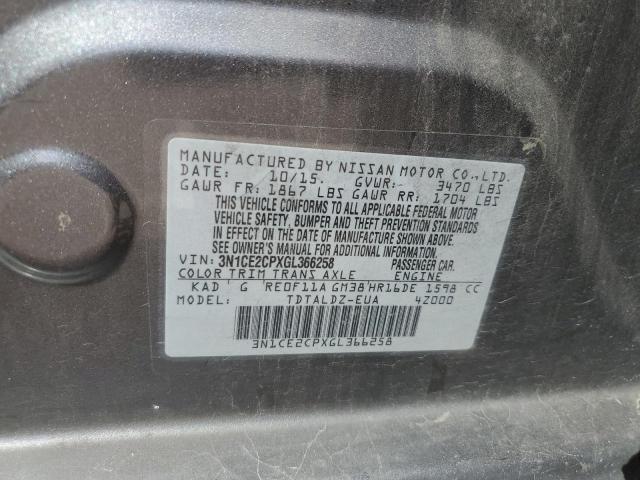 MANUFACTURED BY NISSAN MOTOR CO., LTD.
DATE: 10/15. GVWR:- 3470 LBS
GAWR FR: 1867 LBS GAWR RR: 1704 LBS
THIS VEHICLE CONFORMS TO ALL APPLICABLE FEDERAL MOTOR
VEHICLE SAFETY, BUMPER AND THEFT PREVENTION STANDARDS
IN EFFECT ON THE DATE OF MANUFACTURE SHOWN ABOVE.
SEE OWNER'S MANUAL FOR ADDITIONAL INFORMATION.
VIN: 3N1CE2CPXGL366258 PASSENGER CAR.
COLOR TRIM TRANS AXLE ENGINE
KAD G RE0F11A GM38 HR16DE 1598 CC
MODEL: TDTALDZ-EUA 4Z000
3N1CE2CPXGL366258